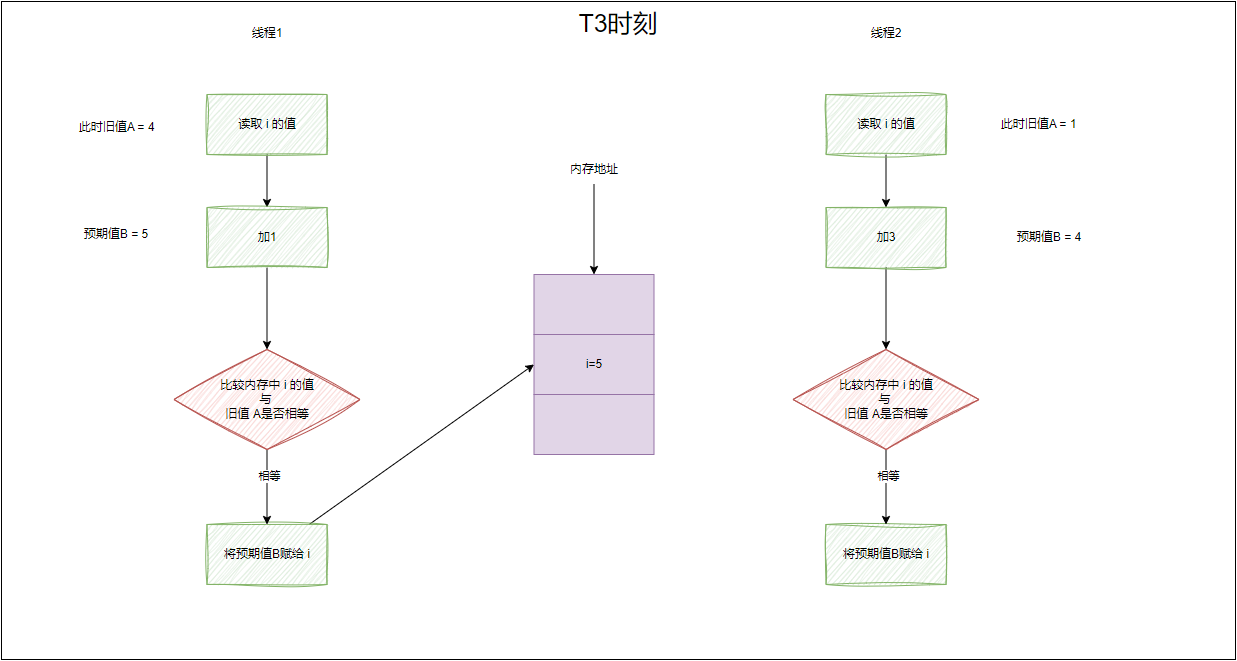 T3时刻
线程1
线程2
此时旧值A = 4
读取 i 的值
读取 i 的值
此时旧值A = 1
内存地址
预期值B = 5
加1
加3
预期值B = 4
i=5
比较内存中 i 的值
与
旧值 A是否相等
比较内存中 i 的值
与
旧值 A是否相等
相等
相等
将预期值B赋给 i
将预期值B赋给 i